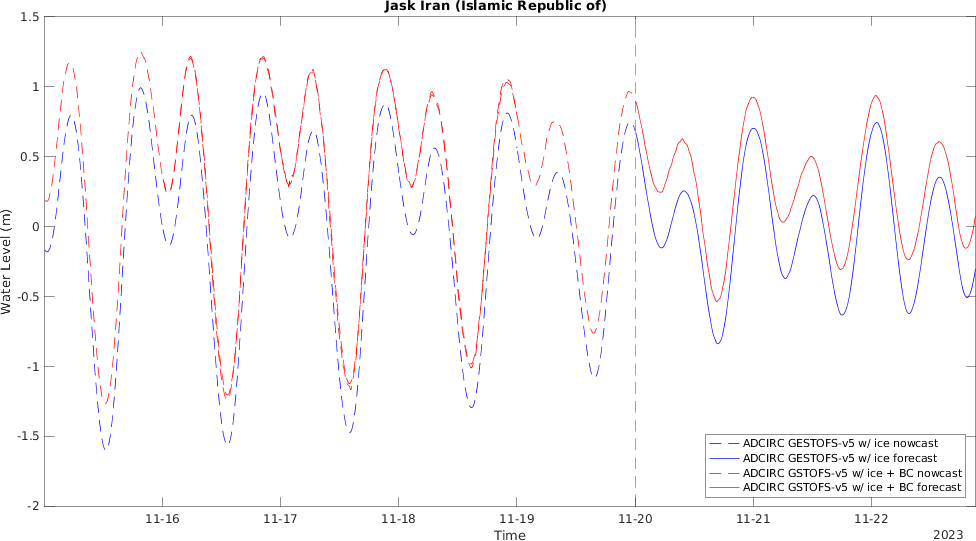 Jask Iran (Islamic Republic of)
1.5
1
0.5
0
-0.5
-1
-1.5
-2
Water Level (m)
ADCIRC GESTOFS-v5 w/ ice nowcast
ADCIRC GESTOFS-v5 w/ ice forecast
ADCIRC GSTOFS-v5 w/ ice + BC nowcast
ADCIRC GSTOFS-v5 w/ ice + BC forecast
11-16 11-17 11-18 11-19 11-20 11-21 11-22
Time
2023